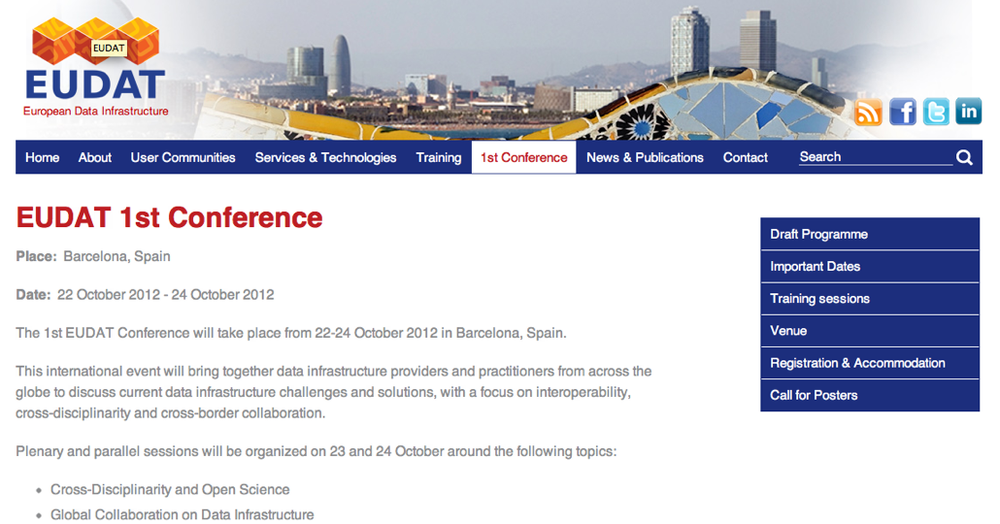 EUDAT
EUDAT
European Data Infrastructure
f
t
in
Home About User Communities Services & Technologies Training 1st Conference News & Publications Contact Search
EUDAT 1st Conference
Place: Barcelona, Spain
Date: 22 October 2012 - 24 October 2012
The 1st EUDAT Conference will take place from 22-24 October 2012 in Barcelona, Spain.
This international event will bring together data infrastructure providers and practitioners from across the
globe to discuss current data infrastructure challenges and solutions, with a focus on interoperability,
cross-disciplinarity and cross-border collaboration.
Plenary and parallel sessions will be organized on 23 and 24 October around the following topics:
• Cross-Disciplinarity and Open Science
• Global Collaboration on Data Infrastructure
Draft Programme
Important Dates
Training sessions
Venue
Registration & Accommodation
Call for Posters